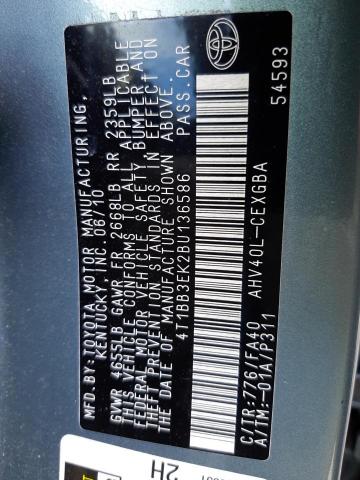 MFD.BY:TOYOTA MOTOR MANUFACTURING,
KENTUCKY, INC. 06/10
GVWR 4655LB GAWR FR 2668LB RR 2359LB
THIS VEHICLE CONFORMS TO ALL APPLICABLE
FEDERAL MOTOR VEHICLE SAFETY, BUMPER AND
THEFT PREVENTION STANDARDS IN EFFECT ON
THE DATE OF MANUFACTURE SHOWN ABOVE.
4T1BB3EK2BU136586 PASS.CAR
AHV40L-CEXGBA
C/TR:776/FA40
A/TM:-01A/P311
54593
2H